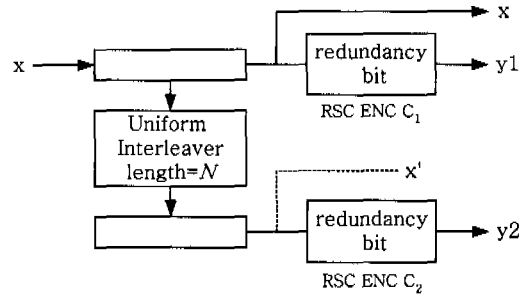 x
x
redundancy
bit
y1
RSC ENC C₁
Uniform
Interleaver
length=N
x'
redundancy
bit
y2
RSC ENC C₂